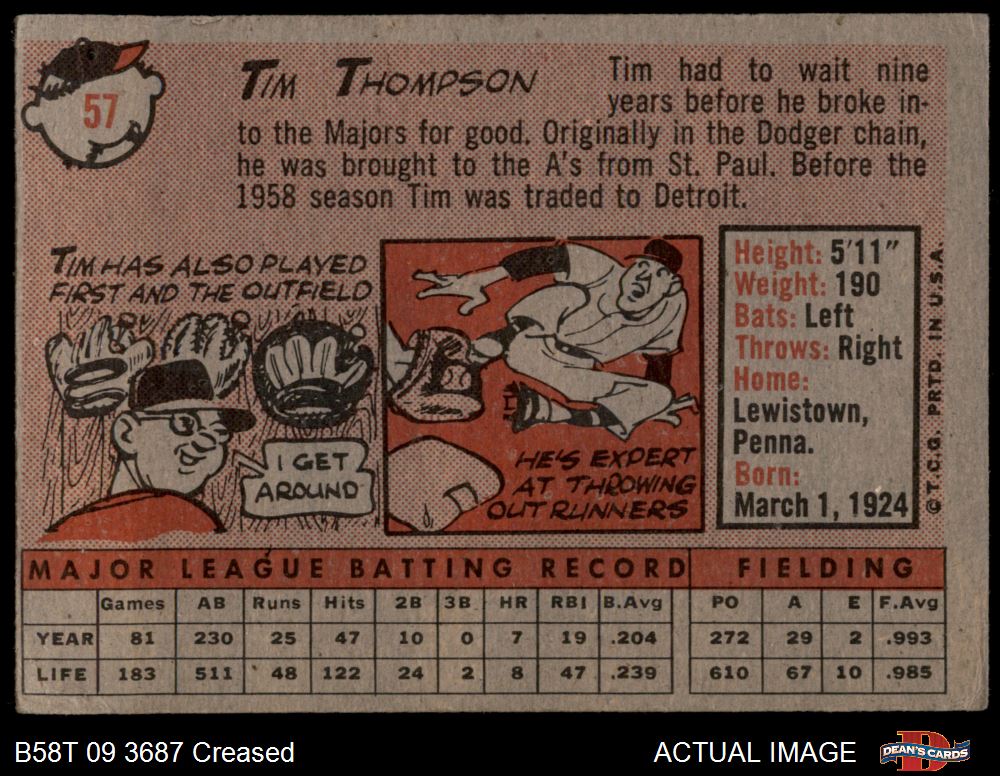 57
TIM THOMPSON
Tim had to wait nine
years before he broke in-
to the Majors for good. Originally in the Dodger chain,
he was brought to the A's from St. Paul. Before the
1958 season Tim was traded to Detroit.
TIM HAS ALSO PLAYED
FIRST AND THE OUTFIELD
I GET
AROUND
HE'S EXPERT
AT THROWING
OUT RUNNERS
Height: 5'11"
Weight: 190
Bats: Left
Throws: Right
Home:
Lewistown,
Penna.
Born:
March 1, 1924
©T.C.G. PRTD. IN U.S.A.
MAJOR LEAGUE BATTING RECORD FIELDING
Games AB Runs Hits 2B 3B HR RBI B.Avg PO A E F.Avg
YEAR 81 230 25 47 10 0 7 19 .204 272 29 2 .993
LIFE 183 511 48 122 24 2 8 47 .239 610 67 10 .985
B58T 09 3687 Creased
ACTUAL IMAGE
D
DEAN'S CARDS